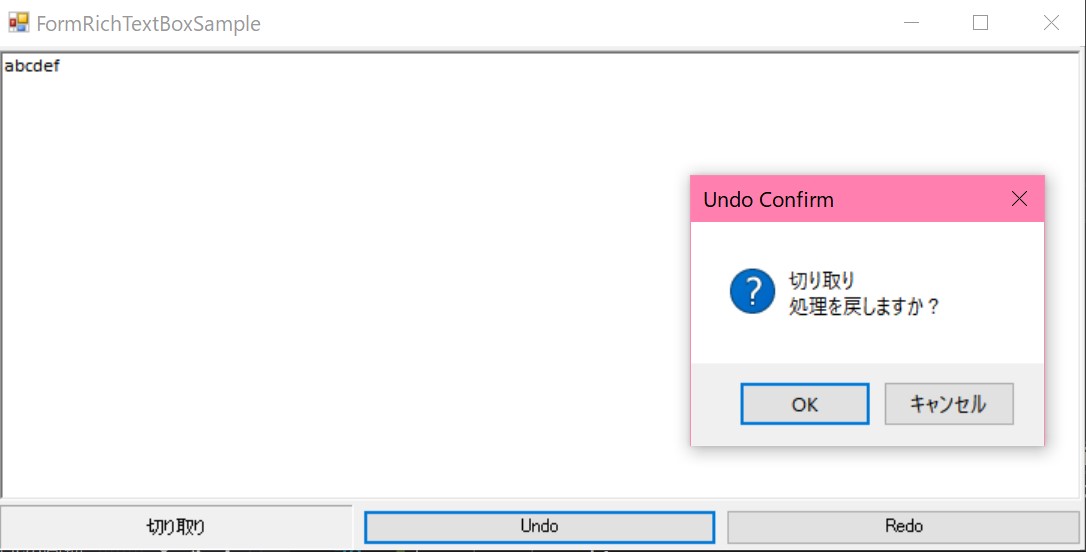 FormRichTextBoxSample
abcdef
Undo Confirm
切り取り
処理を戻しますか？
OK
キャンセル
切り取り
Undo
Redo